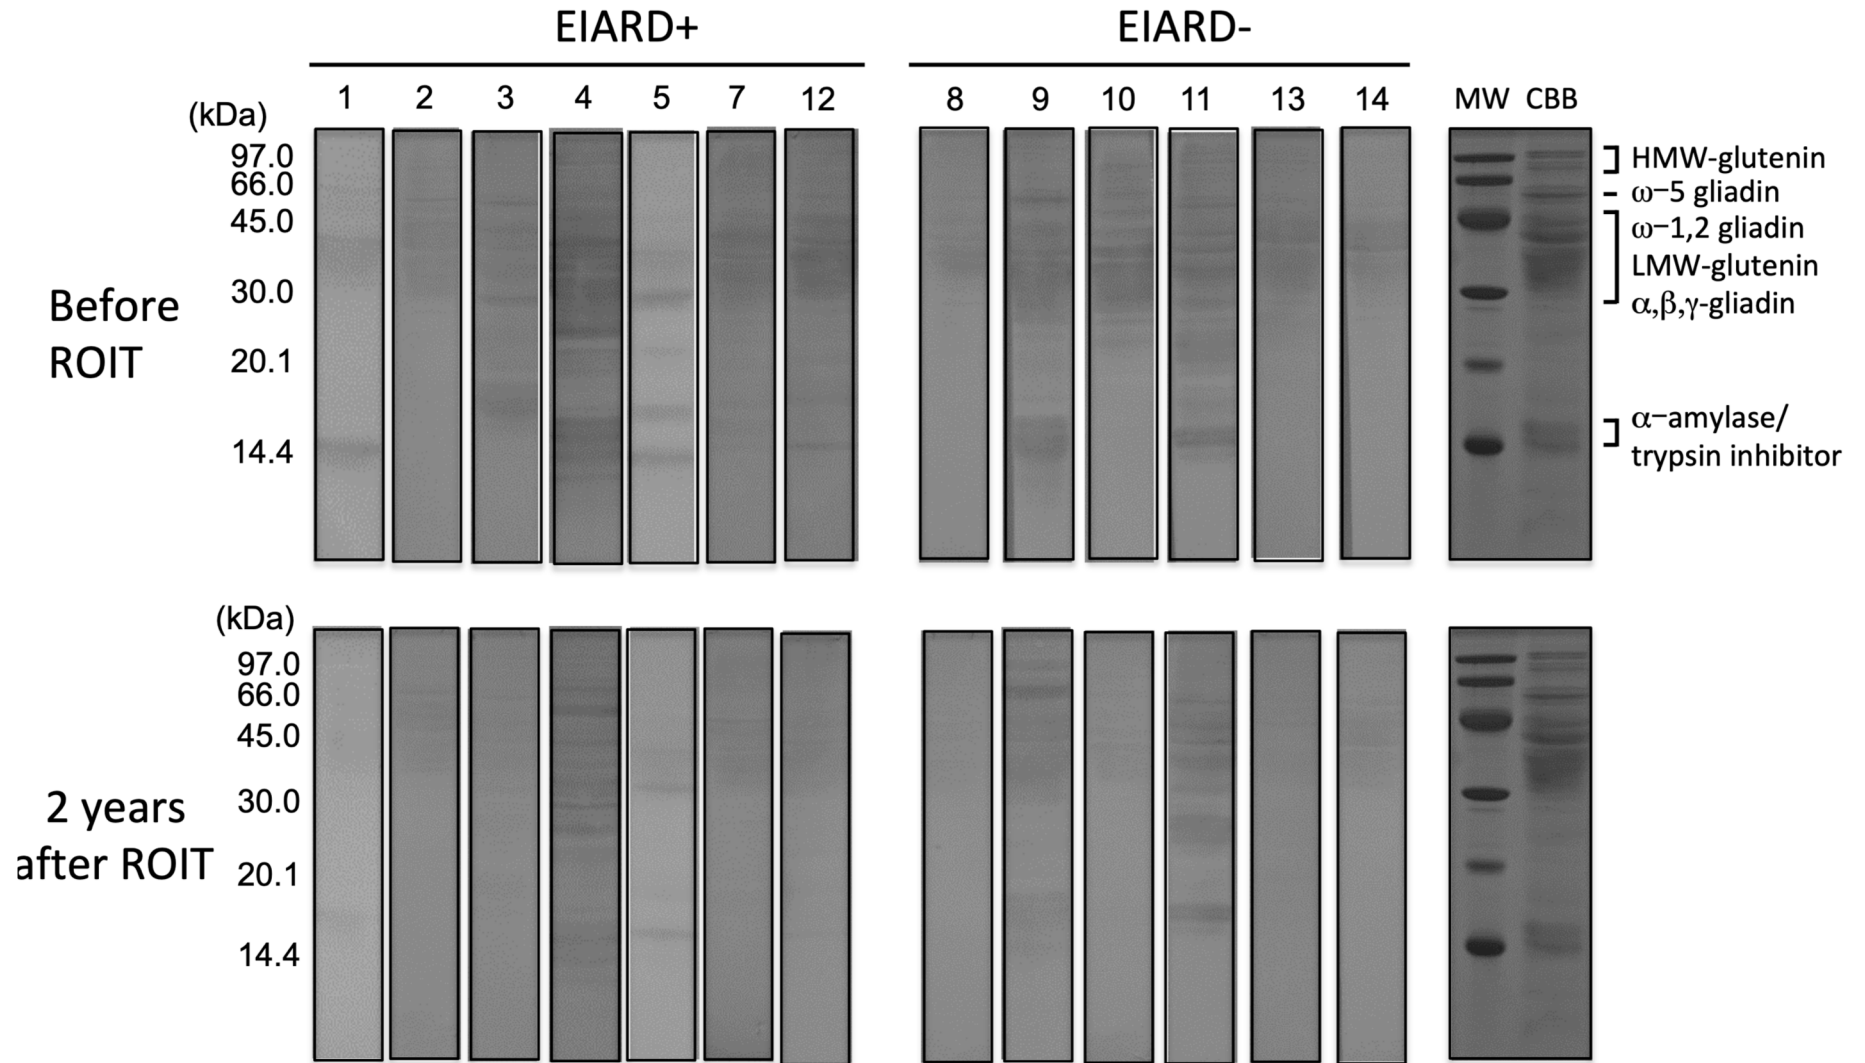 EIARD+ EIARD-
1 2 3 4 5 7 12 8 9 10 11 13 14 MW CBB
(kDa)
97.0
66.0
45.0
30.0
20.1
14.4
Before
ROIT
HMW-glutenin
ω−5 gliadin
ω−1,2 gliadin
LMW-glutenin
α,β,γ-gliadin
α−amylase/
trypsin inhibitor
(kDa)
97.0
66.0
45.0
30.0
20.1
14.4
2 years
after ROIT